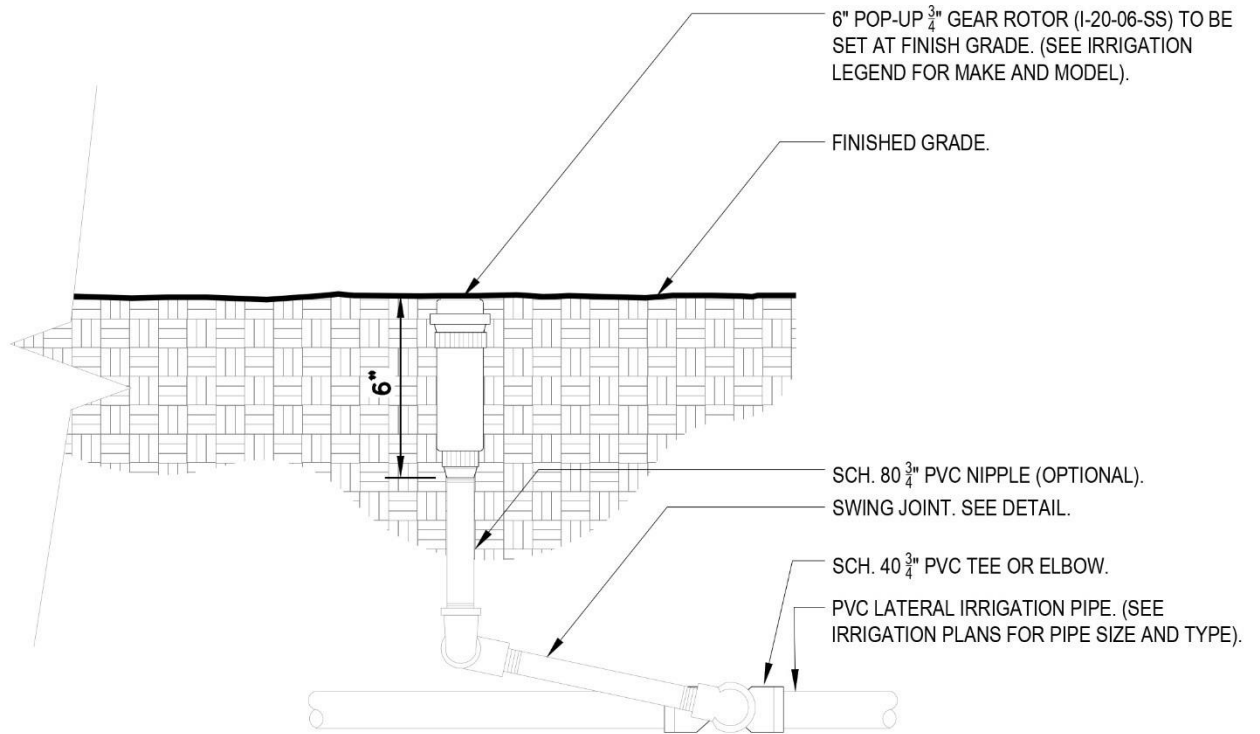 6" POP-UP 3/4" GEAR ROTOR (I-20-06-SS) TO BE
SET AT FINISH GRADE. (SEE IRRIGATION
LEGEND FOR MAKE AND MODEL).
FINISHED GRADE.
6"
SCH. 80 3/4" PVC NIPPLE (OPTIONAL).
SWING JOINT. SEE DETAIL.
SCH. 40 3/4" PVC TEE OR ELBOW.
PVC LATERAL IRRIGATION PIPE. (SEE
IRRIGATION PLANS FOR PIPE SIZE AND TYPE).